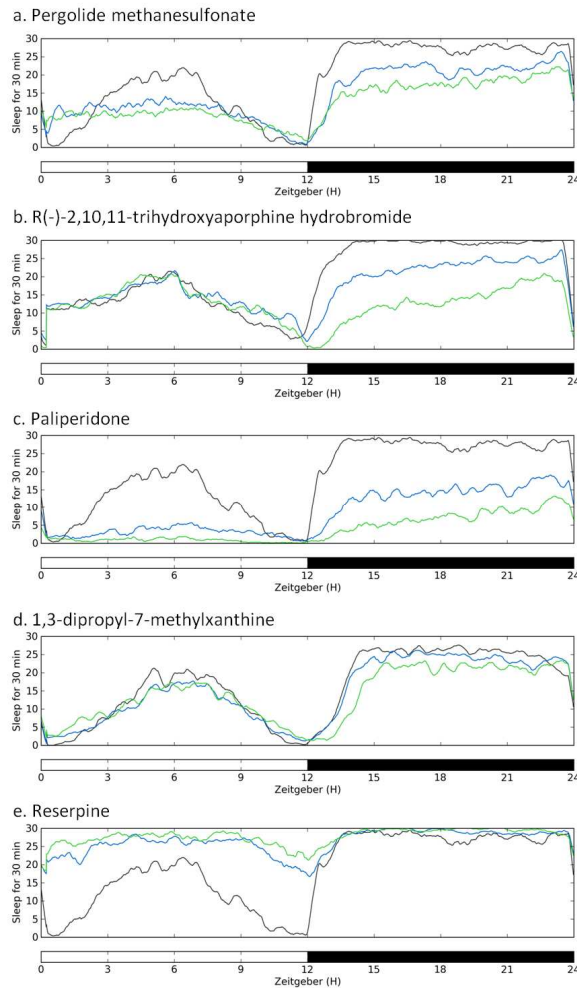 a. Pergolide methanesulfonate
Sleep for 30 min
30
25
20
15
10
5
0
0 3 6 9 12 15 18 21 24
Zeitgeber (H)
b. R(-)-2,10,11-trihydroxyaporphine hydrobromide
Sleep for 30 min
30
25
20
15
10
5
0
0 3 6 9 12 15 18 21 24
Zeitgeber (H)
c. Paliperidone
Sleep for 30 min
30
25
20
15
10
5
0
0 3 6 9 12 15 18 21 24
Zeitgeber (H)
d. 1,3-dipropyl-7-methylxanthine
Sleep for 30 min
30
25
20
15
10
5
0
0 3 6 9 12 15 18 21 24
Zeitgeber (H)
e. Reserpine
Sleep for 30 min
30
25
20
15
10
5
0
0 3 6 9 12 15 18 21 24
Zeitgeber (H)